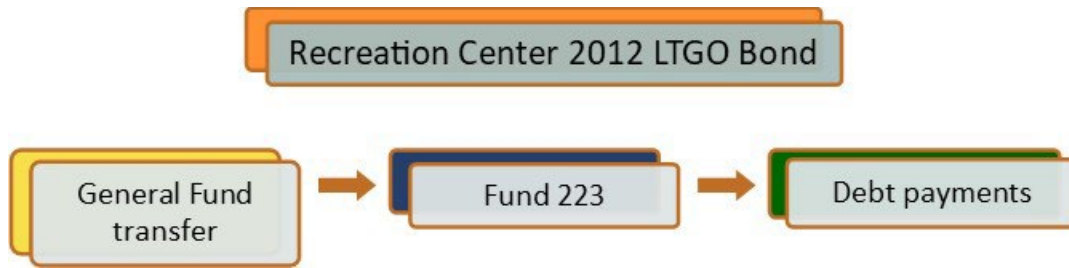 Recreation Center 2012 LTGO Bond
General Fund
transfer
Fund 223
Debt payments